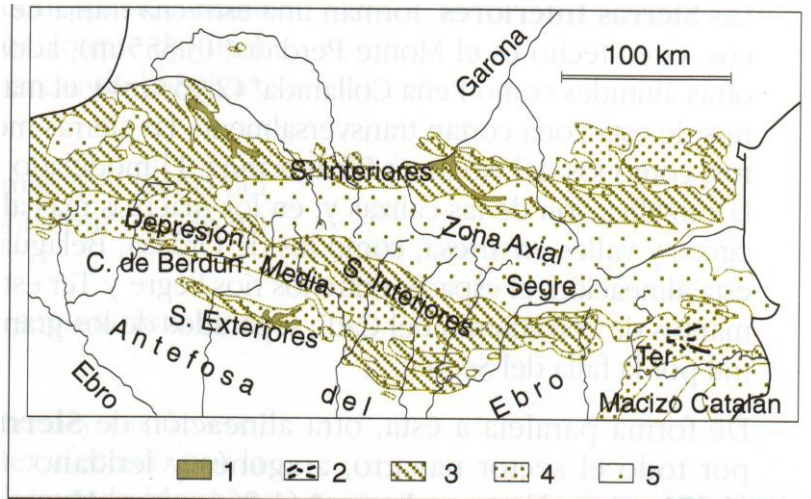 Garona
100 km
S. Interiores
Zona Axial
Depresión
Media
C. de Berdún
S. Interiores
Segre
S. Exteriores
Antefosa del Ebro
Ebro
Ter
Macizo Catalán
1 2 3 4 5